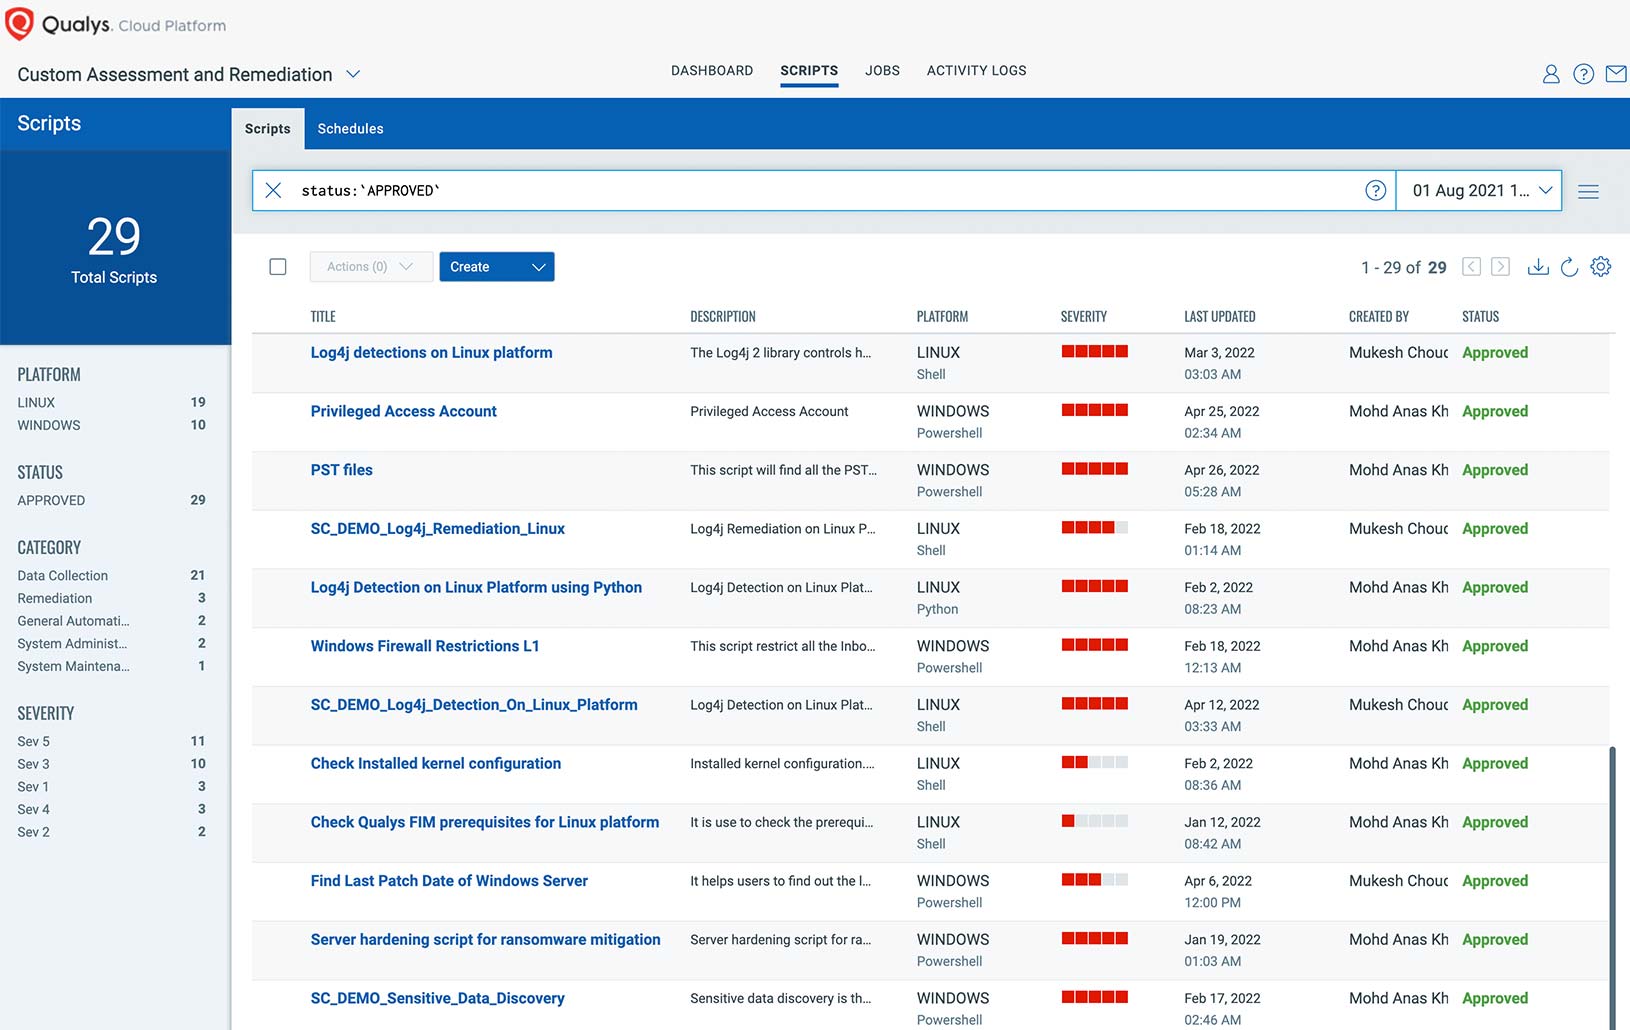 Qualys. Cloud Platform
Custom Assessment and Remediation
DASHBOARD SCRIPTS JOBS ACTIVITY LOGS
Scripts
Scripts Schedules
29
Total Scripts
status:`APPROVED`
01 Aug 2021 1...
Actions (0) Create
1 - 29 of 29
PLATFORM
LINUX 19
WINDOWS 10
STATUS
APPROVED 29
CATEGORY
Data Collection 21
Remediation 3
General Automati... 2
System Administ... 2
System Maintena... 1
SEVERITY
Sev 5 11
Sev 3 10
Sev 1 3
Sev 4 3
Sev 2 2
TITLE DESCRIPTION PLATFORM SEVERITY LAST UPDATED CREATED BY STATUS
Log4j detections on Linux platform The Log4j 2 library controls h... LINUX Mar 3, 2022 Mukesh Chouc Approved
Shell 03:03 AM
Privileged Access Account Privileged Access Account WINDOWS Apr 25, 2022 Mohd Anas Kh Approved
Powershell 02:34 AM
PST files This script will find all the PST... WINDOWS Apr 26, 2022 Mohd Anas Kh Approved
Powershell 05:28 AM
SC_DEMO_Log4j_Remediation_Linux Log4j Remediation on Linux P... LINUX Feb 18, 2022 Mukesh Chouc Approved
Shell 01:14 AM
Log4j Detection on Linux Platform using Python Log4j Detection on Linux Plat... LINUX Feb 2, 2022 Mohd Anas Kh Approved
Python 08:23 AM
Windows Firewall Restrictions L1 This script restrict all the Inbo... WINDOWS Feb 18, 2022 Mohd Anas Kh Approved
Powershell 12:13 AM
SC_DEMO_Log4j_Detection_On_Linux_Platform Log4j Detection on Linux Plat... LINUX Apr 12, 2022 Mukesh Chouc Approved
Shell 03:33 AM
Check Installed kernel configuration Installed kernel configuration.... LINUX Feb 2, 2022 Mohd Anas Kh Approved
Shell 08:36 AM
Check Qualys FIM prerequisites for Linux platform It is use to check the prerequi... LINUX Jan 12, 2022 Mohd Anas Kh Approved
Shell 08:42 AM
Find Last Patch Date of Windows Server It helps users to find out the l... WINDOWS Apr 6, 2022 Mukesh Chouc Approved
Powershell 12:00 PM
Server hardening script for ransomware mitigation Server hardening script for ra... WINDOWS Jan 19, 2022 Mohd Anas Kh Approved
Powershell 01:03 AM
SC_DEMO_Sensitive_Data_Discovery Sensitive data discovery is th... WINDOWS Feb 17, 2022 Mohd Anas Kh Approved
Powershell 02:46 AM